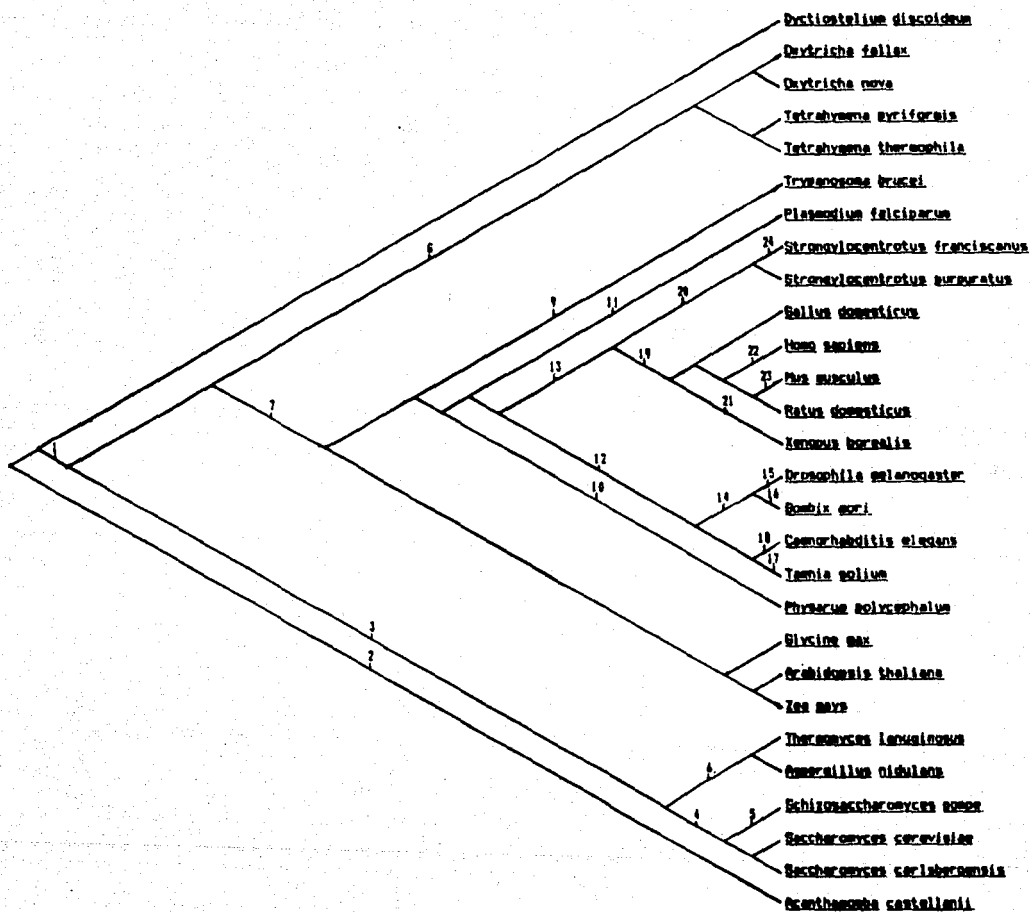 Dyctiostelium discoideum
Oxytricha fallax
Oxytricha nova
Tetrahymena pyriformis
Tetrahymena thermophila
Trypanosoma brucei
Plasmodium falciparum
24
Strongylocentrotus franciscanus
6
Strongylocentrotus purpuratus
20
9
11
Gallus domesticus
22
Homo sapiens
13
19
23
Mus musculus
7
21
Ratus domesticus
1
Xenopus borealis
12
15
Drosophila melanogaster
10
14
16
Bombix mori
18
Caenorhabditis elegans
17
Taenia solium
Physarum polycephalum
3
Glycine max
2
Arabidopsis thaliana
Zea mays
Thermomyces lanuginosus
Aspergillus nidulans
4
5
Schizosaccharomyces pombe
Saccharomyces cerevisiae
Saccharomyces carlsbergensis
Acanthamoeba castellanii